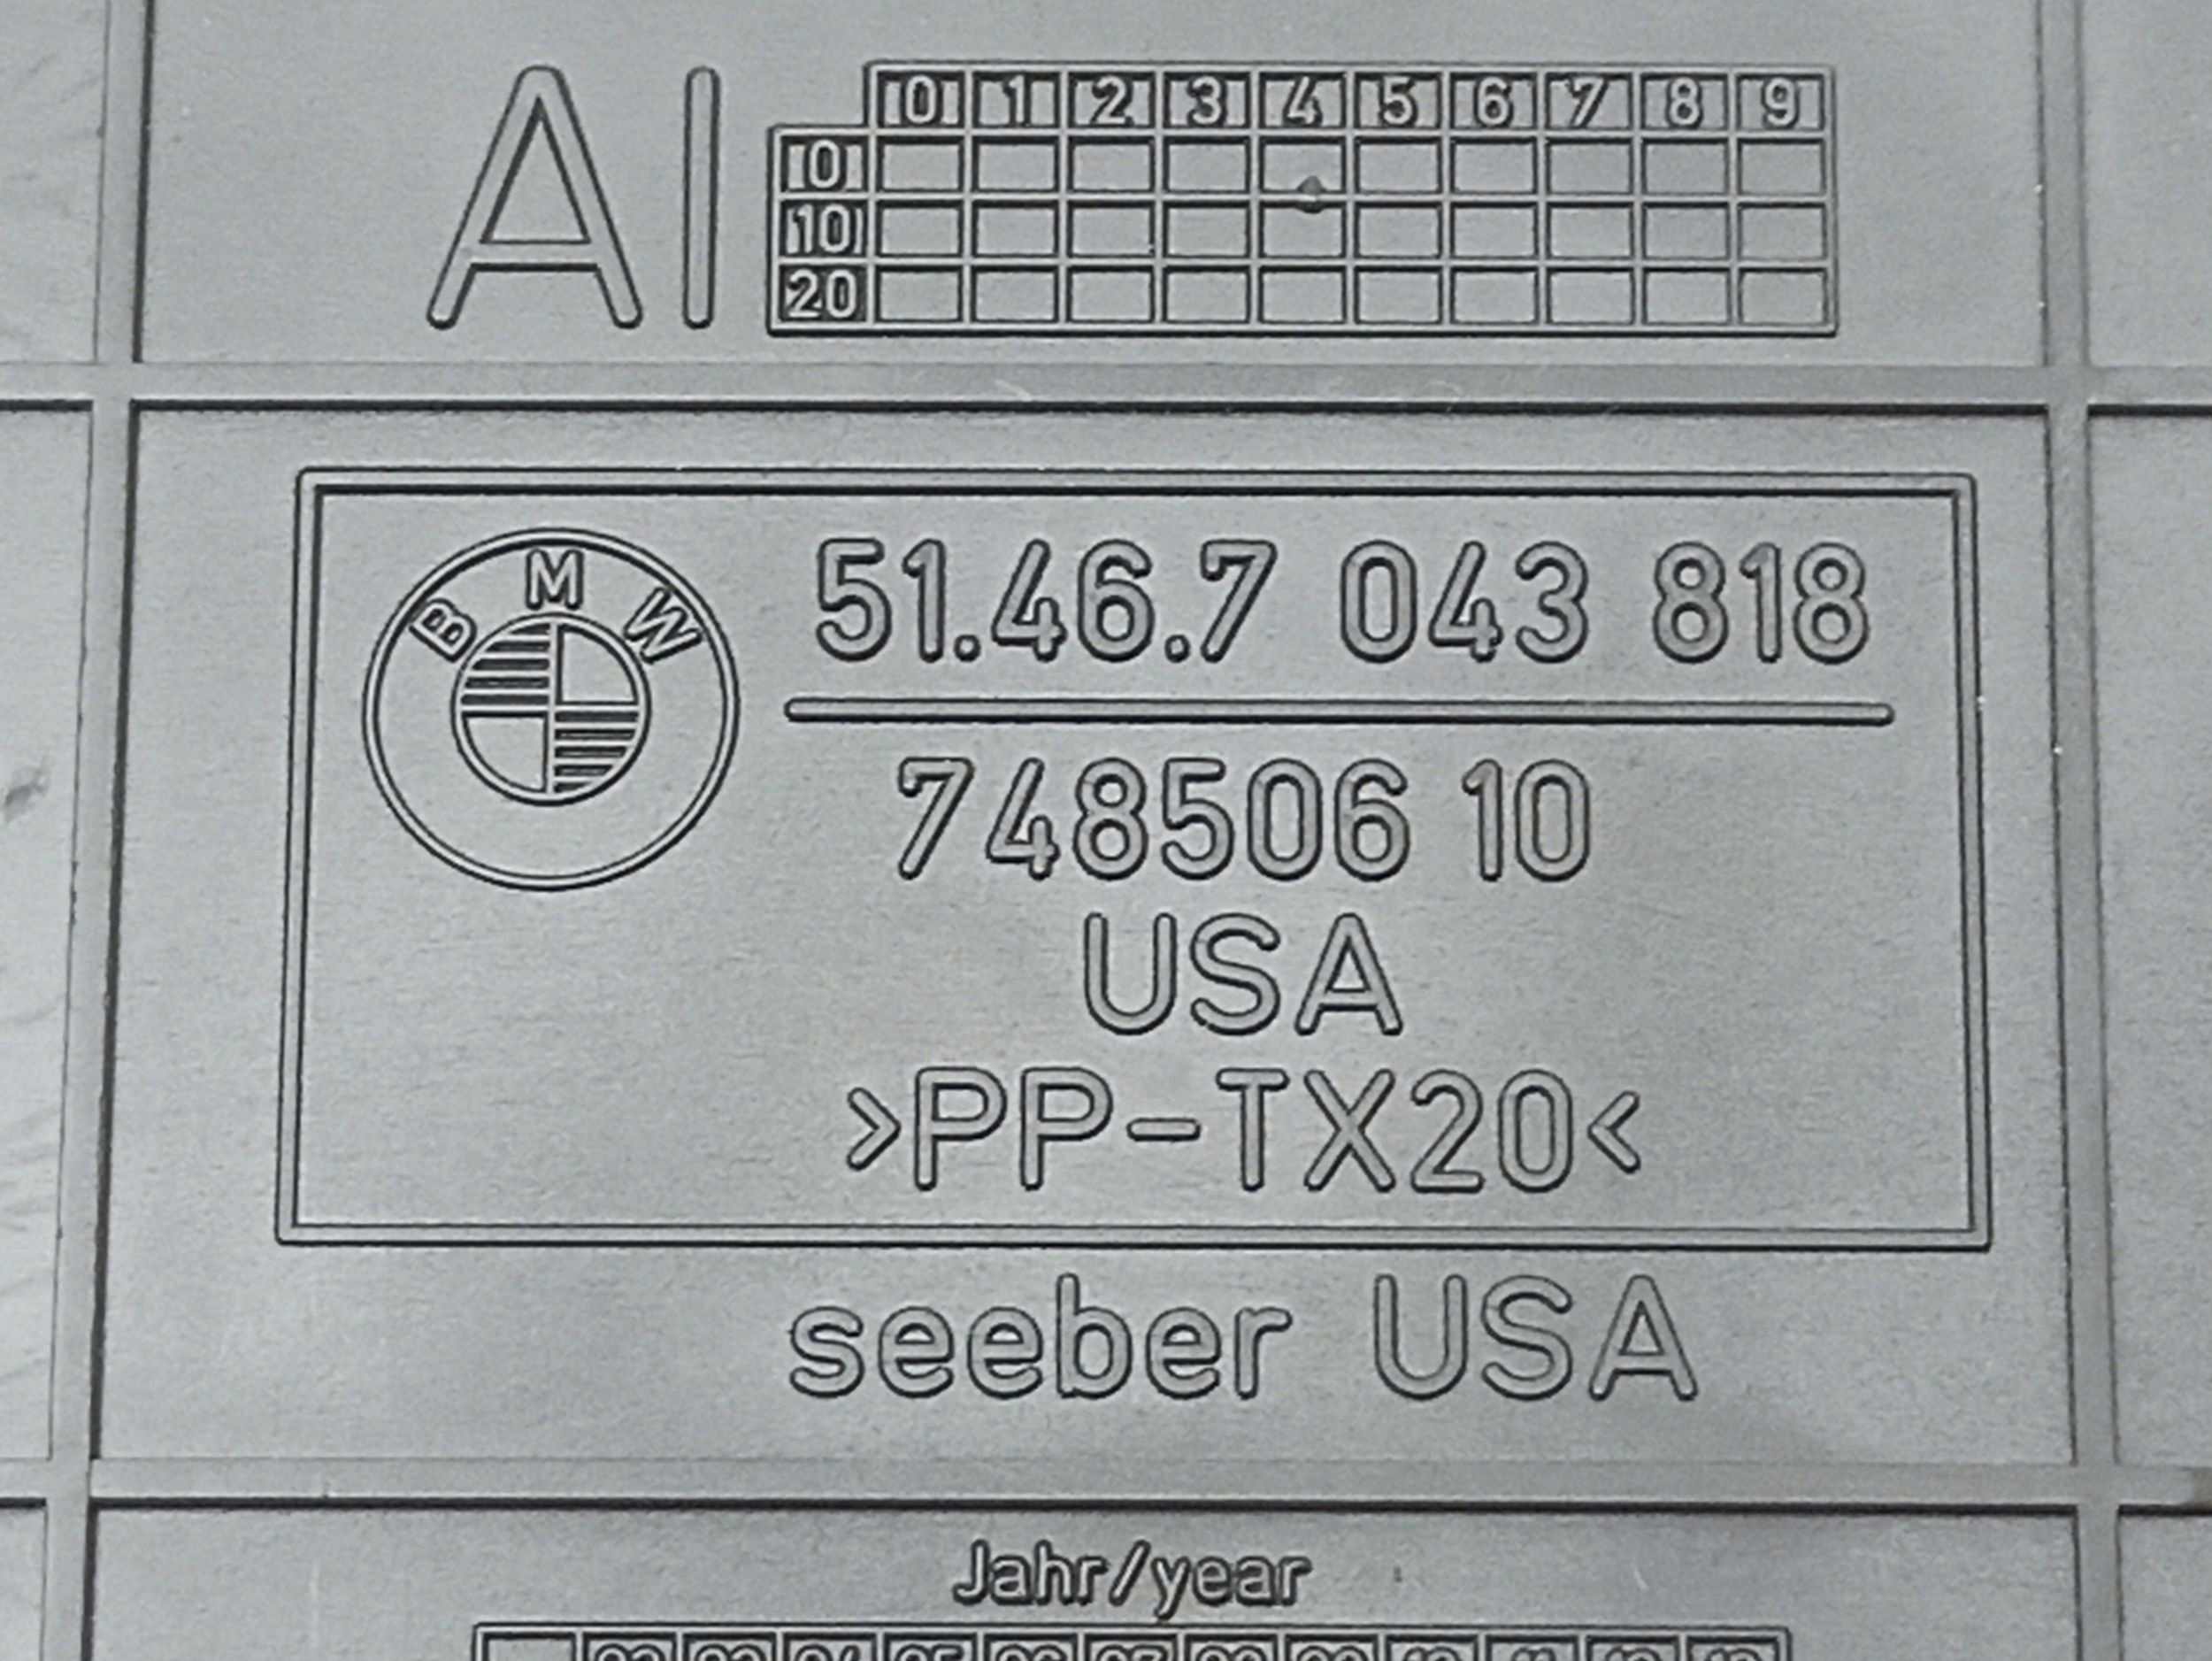 AI
0 1 2 3 4 5 6 7 8 9
0
10
20
BMW
51.46.7 043 818
748506 10
USA
>PP-TX20<
seeber USA
Jahr/year